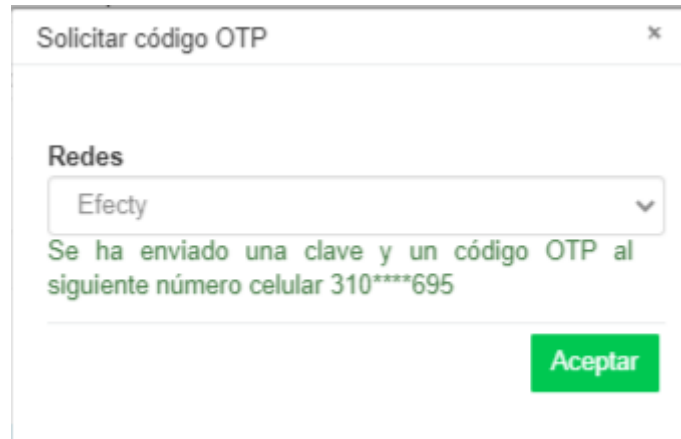 Solicitar código OTP ×
Redes
Efecty
Se ha enviado una clave y un código OTP al
siguiente número celular 310****695
Aceptar